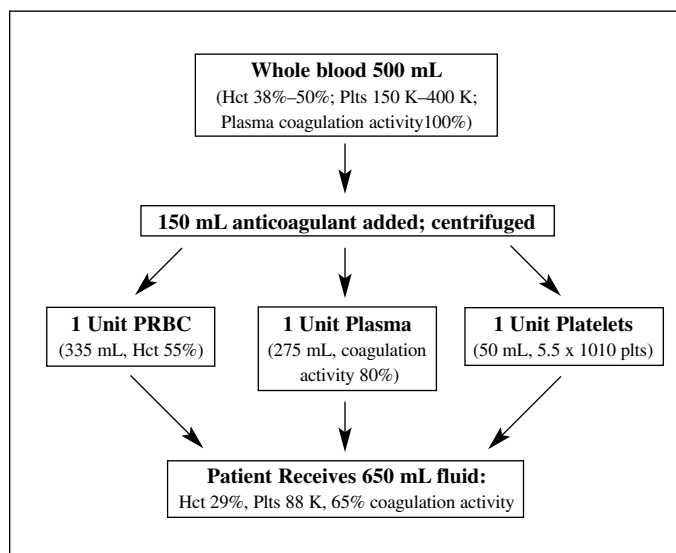 Whole blood 500 mL
(Hct 38%–50%; Plts 150 K–400 K;
Plasma coagulation activity100%)
150 mL anticoagulant added; centrifuged
1 Unit PRBC
(335 mL, Hct 55%)
1 Unit Plasma
(275 mL, coagulation
activity 80%)
1 Unit Platelets
(50 mL, 5.5 x 1010 plts)
Patient Receives 650 mL fluid:
Hct 29%, Plts 88 K, 65% coagulation activity